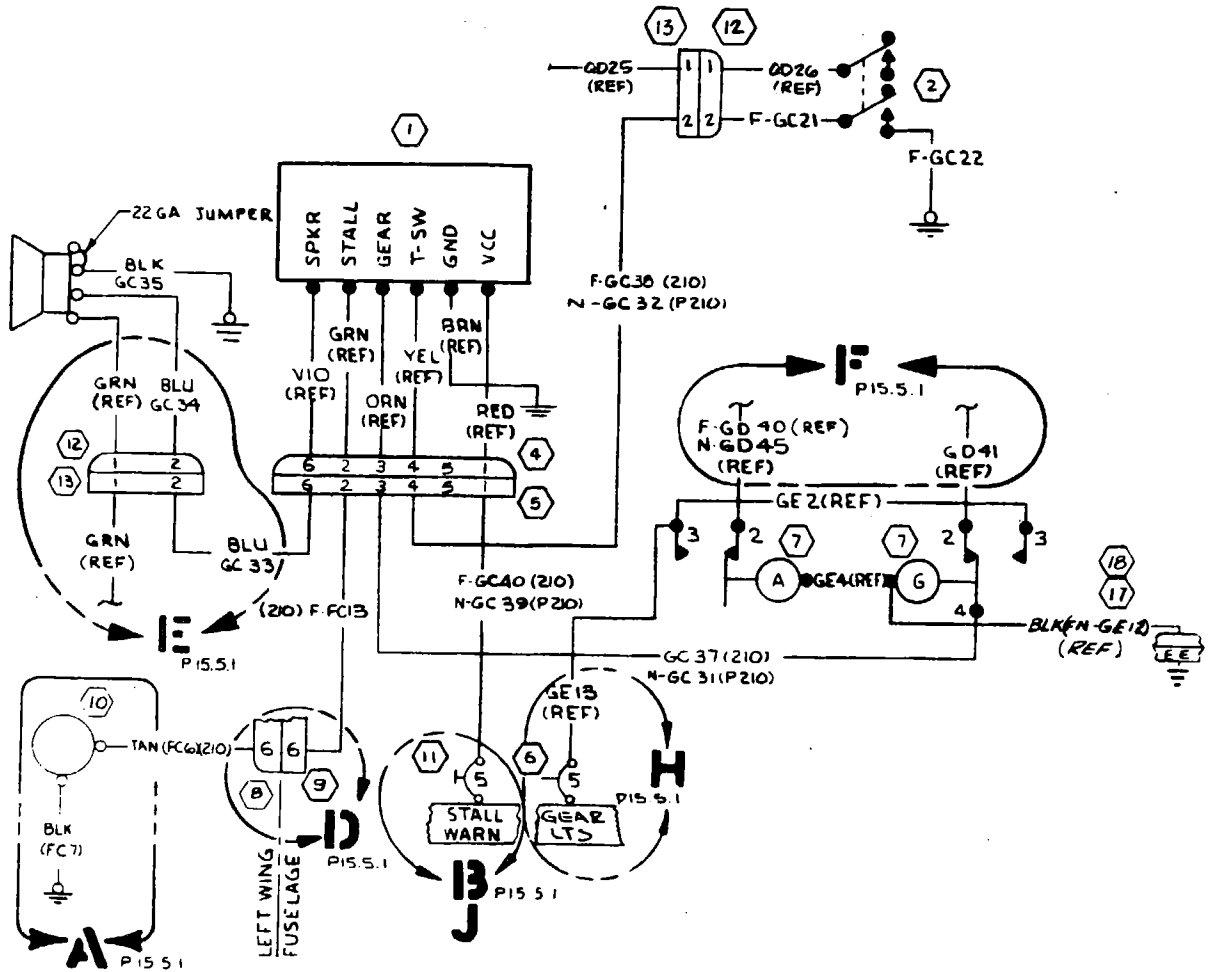 13
12
QD25
(REF)
1
1
QD26
(REF)
2
2
2
F-GC21
F-GC22
1
SPKR
STALL
GEAR
T-SW
GND
VCC
22 GA JUMPER
BLK
GC35
F-GC38 (210)
N-GC32 (P210)
GRN
(REF)
BRN
(REF)
VIO
(REF)
YEL
(REF)
ORN
(REF)
RED
(REF)
GRN
(REF)
BLU
GC34
12
13
2
2
6
2
3
4
5
4
6
2
3
4
5
5
GRN
(REF)
BLU
GC33
E
P15.5.1
(210) F-FC13
F-GC40 (210)
N-GC39 (P210)
F
P15.5.1
F-GD40 (REF)
N-GD45
(REF)
GD41
(REF)
GE2 (REF)
3
2
7
7
2
3
A
GE4 (REF)
G
4
18
17
BLK (FN-GE12)
(REF)
EE
GC37 (210)
N-GC31 (P210)
GE13
(REF)
10
TAN (FC6)(210)
6
6
8
9
BLK
(FC7)
D
P15.5.1
LEFT WING
FUSELAGE
11
5
STALL
WARN
6
5
GEAR
LTS
H
P15.5.1
B
P15.5.1
J
A
P15.5.1